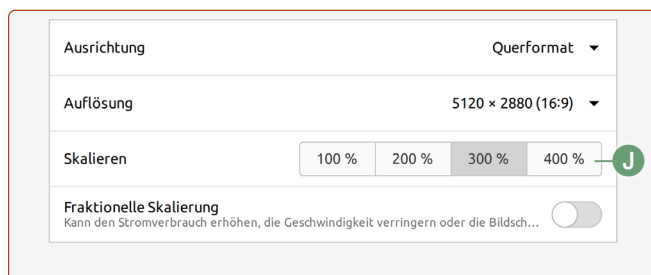 Ausrichtung Querformat
Auflösung 5120 × 2880 (16:9)
Skalieren 100 % 200 % 300 % 400 % J
Fraktionelle Skalierung
Kann den Stromverbrauch erhöhen, die Geschwindigkeit verringern oder die Bildsch...